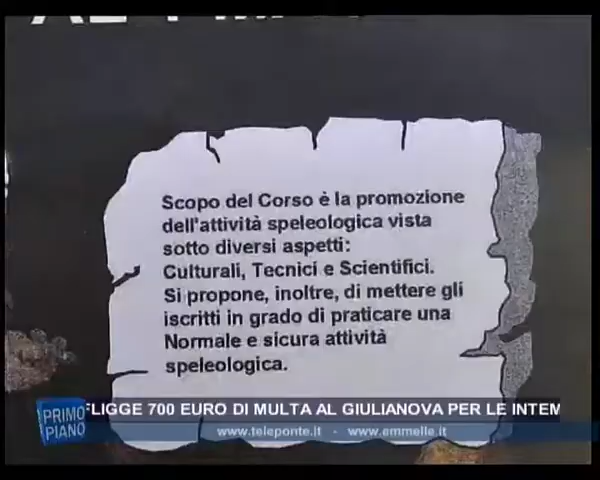 Scopo del Corso è la promozione
dell'attività speleologica vista
sotto diversi aspetti:
Culturali, Tecnici e Scientifici.
Si propone, inoltre, di mettere gli
iscritti in grado di praticare una
Normale e sicura attività
speleologica.
PRIMO
PIANO
FLIGGE 700 EURO DI MULTA AL GIULIANOVA PER LE INTEM
www.teleponte.it - www.emmelle.it